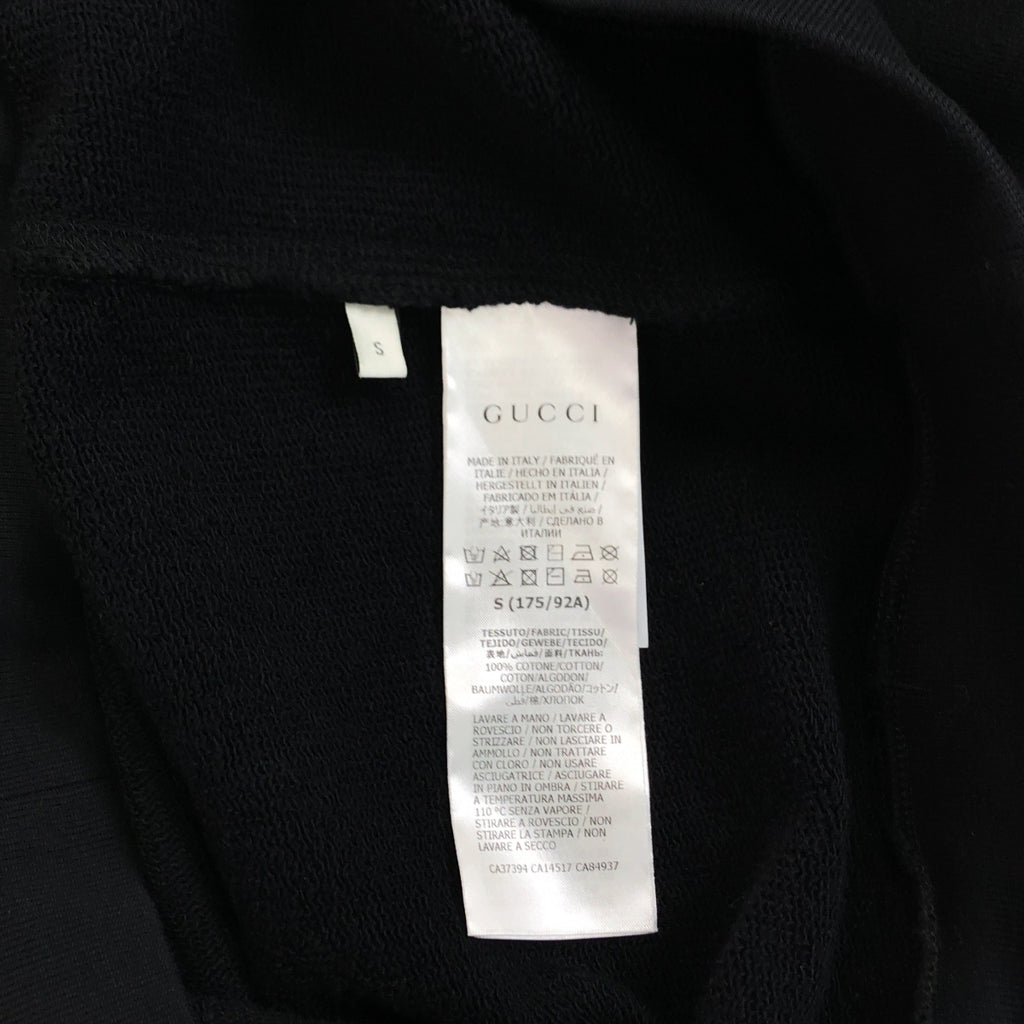 S
GUCCI
MADE IN ITALY / FABRIQUÉ EN
ITALIE / HECHO EN ITALIA /
HERGESTELLT IN ITALIEN /
FABRICADO EM ITÁLIA /
イタリア製 / صنع في إيطاليا /
产地:意大利 / СДЕЛАНО В
ИТАЛИИ
S (175/92A)
TESSUTO/FABRIC/TISSU/
TEJIDO/GEWEBE/TECIDO/
表地/قماش/面料/ТКАНЬ:
100% COTONE/COTTON/
COTON/ALGODON/
BAUMWOLLE/ALGODÃO/コットン/
قطن/棉/ХЛОПОК
LAVARE A MANO / LAVARE A
ROVESCIO / NON TORCERE O
STRIZZARE / NON LASCIARE IN
AMMOLLO / NON TRATTARE
CON CLORO / NON USARE
ASCIUGATRICE / ASCIUGARE
IN PIANO IN OMBRA / STIRARE
A TEMPERATURA MASSIMA
110 °C SENZA VAPORE /
STIRARE A ROVESCIO / NON
STIRARE LA STAMPA / NON
LAVARE A SECCO
CA37394 CA14517 CA84937